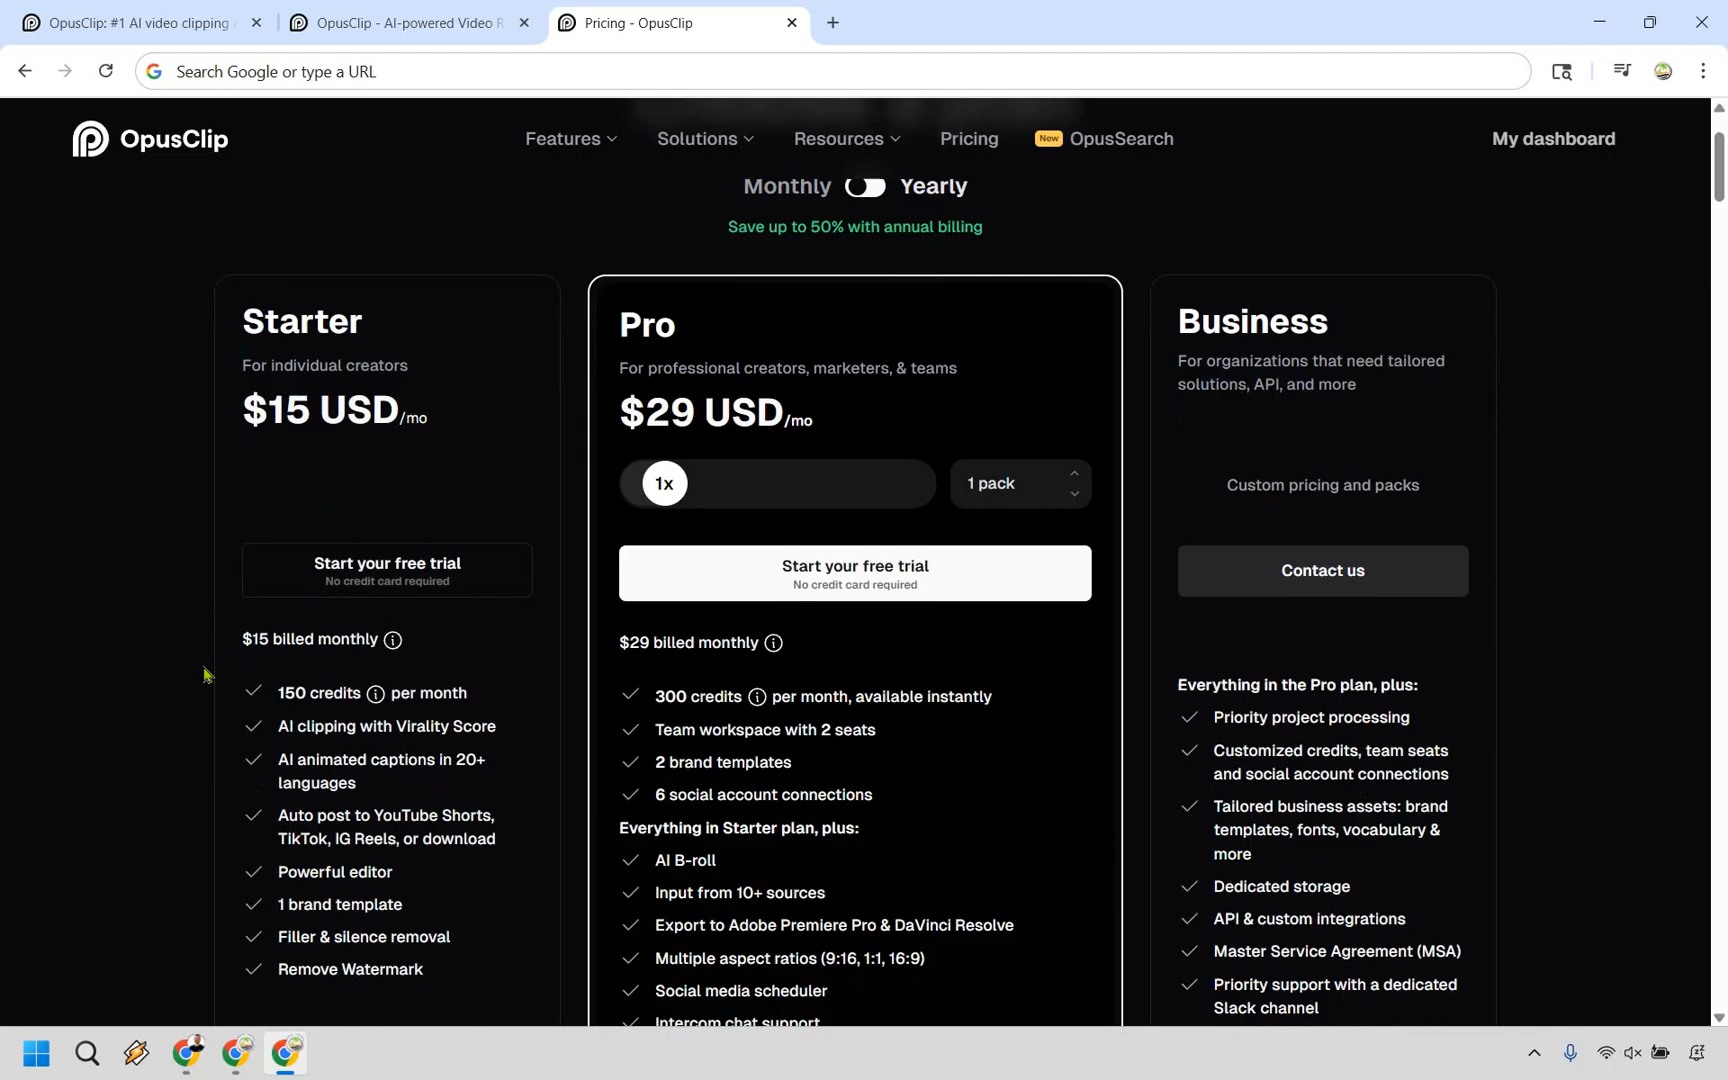 OpusClip: #1 AI video clipping
OpusClip - AI-powered Video R
Pricing - OpusClip
Search Google or type a URL
OpusClip
Features
Solutions
Resources
Pricing
New OpusSearch
My dashboard
Monthly
Yearly
Save up to 50% with annual billing
Starter
For individual creators
$15 USD/mo
Start your free trial
No credit card required
$15 billed monthly
150 credits per month
AI clipping with Virality Score
AI animated captions in 20+
languages
Auto post to YouTube Shorts,
TikTok, IG Reels, or download
Powerful editor
1 brand template
Filler & silence removal
Remove Watermark
Pro
For professional creators, marketers, & teams
$29 USD/mo
1x
1 pack
Start your free trial
No credit card required
$29 billed monthly
300 credits per month, available instantly
Team workspace with 2 seats
2 brand templates
6 social account connections
Everything in Starter plan, plus:
AI B-roll
Input from 10+ sources
Export to Adobe Premiere Pro & DaVinci Resolve
Multiple aspect ratios (9:16, 1:1, 16:9)
Social media scheduler
Intercom chat support
Business
For organizations that need tailored
solutions, API, and more
Custom pricing and packs
Contact us
Everything in the Pro plan, plus:
Priority project processing
Customized credits, team seats
and social account connections
Tailored business assets: brand
templates, fonts, vocabulary &
more
Dedicated storage
API & custom integrations
Master Service Agreement (MSA)
Priority support with a dedicated
Slack channel